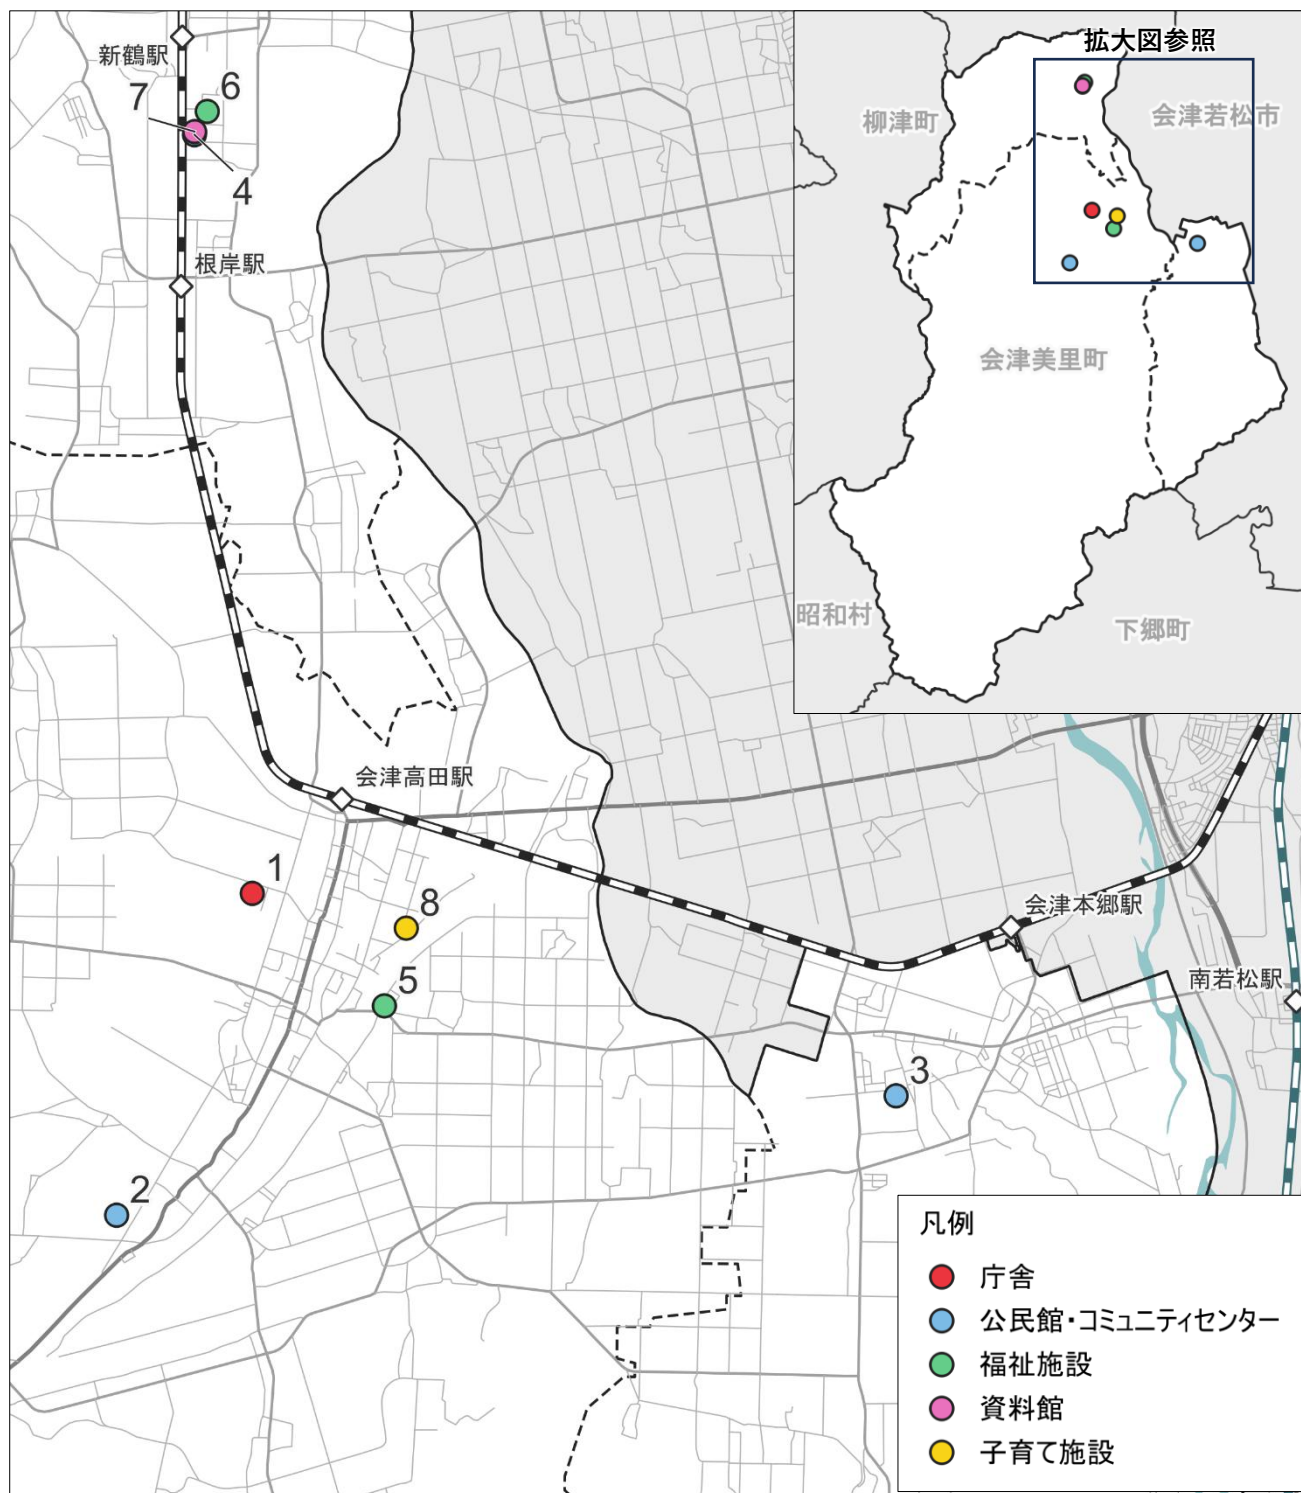 拡大図参照
柳津町
会津若松市
会津美里町
昭和村
下郷町
新鶴駅
7
6
4
根岸駅
会津高田駅
1
8
5
会津本郷駅
南若松駅
3
2
凡例
庁舎
公民館・コミュニティセンター
福祉施設
資料館
子育て施設